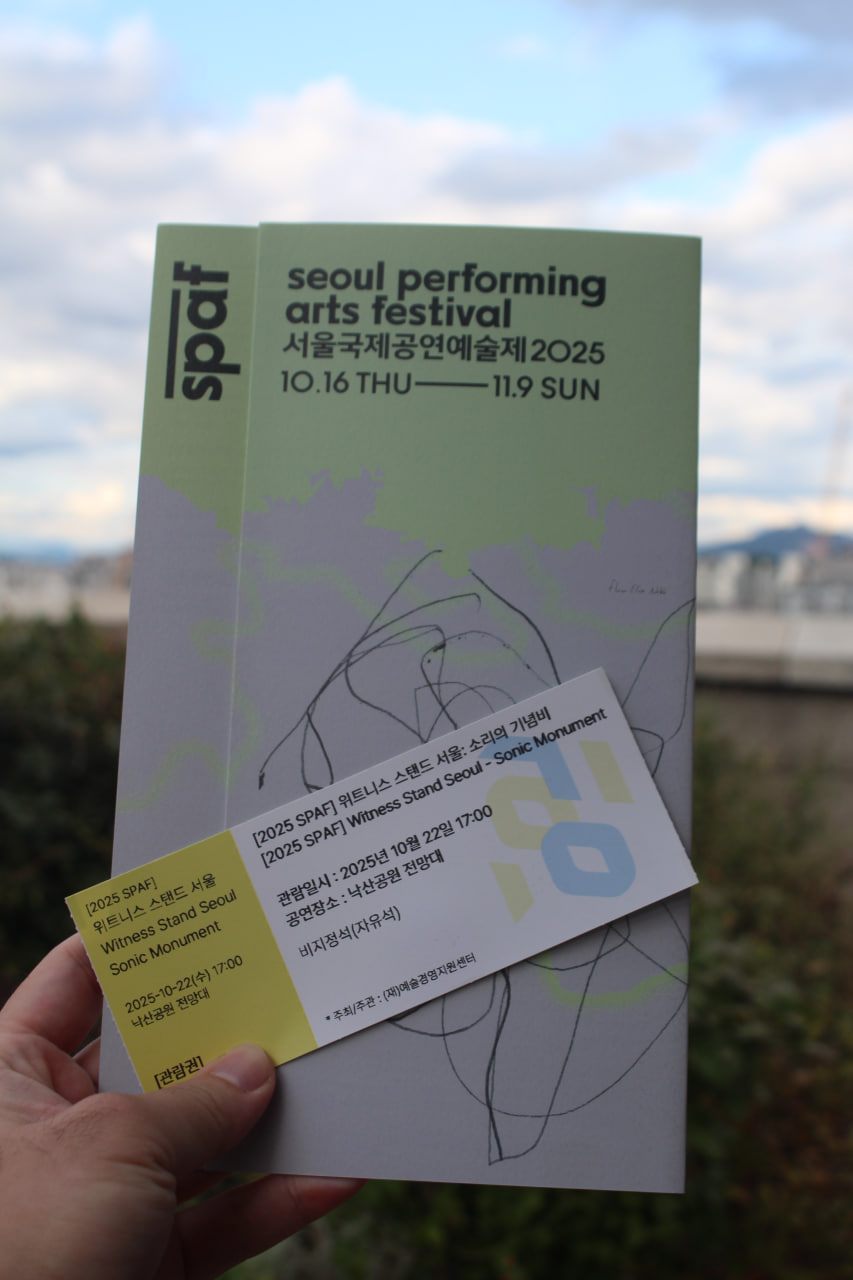 spaf
seoul performing
arts festival
서울국제공연예술제2025
10.16 THU — 11.9 SUN
[2025 SPAF] 위트니스 스탠드 서울: 소리의 기념비
[2025 SPAF] Witness Stand Seoul - Sonic Monument
관람일시 : 2025년 10월 22일 17:00
공연장소 : 낙산공원 전망대
비지정석(자유석)
* 주최/주관 : (재)예술경영지원센터
[2025 SPAF]
위트니스 스탠드 서울
Witness Stand Seoul
Sonic Monument
2025-10-22(수) 17:00
낙산공원 전망대
[관람권]